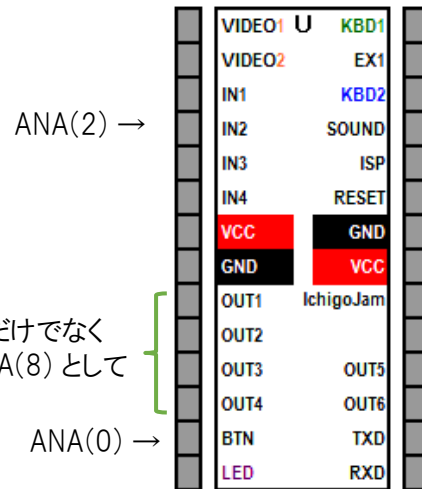 VIDEO1 U KBD1
VIDEO2 EX1
IN1 KBD2
ANA(2) → IN2 SOUND
IN3 ISP
IN4 RESET
VCC GND
GND VCC
OUT1 IchigoJam
だけでなく OUT2
A(8) として OUT3 OUT5
OUT4 OUT6
ANA(0) → BTN TXD
LED RXD